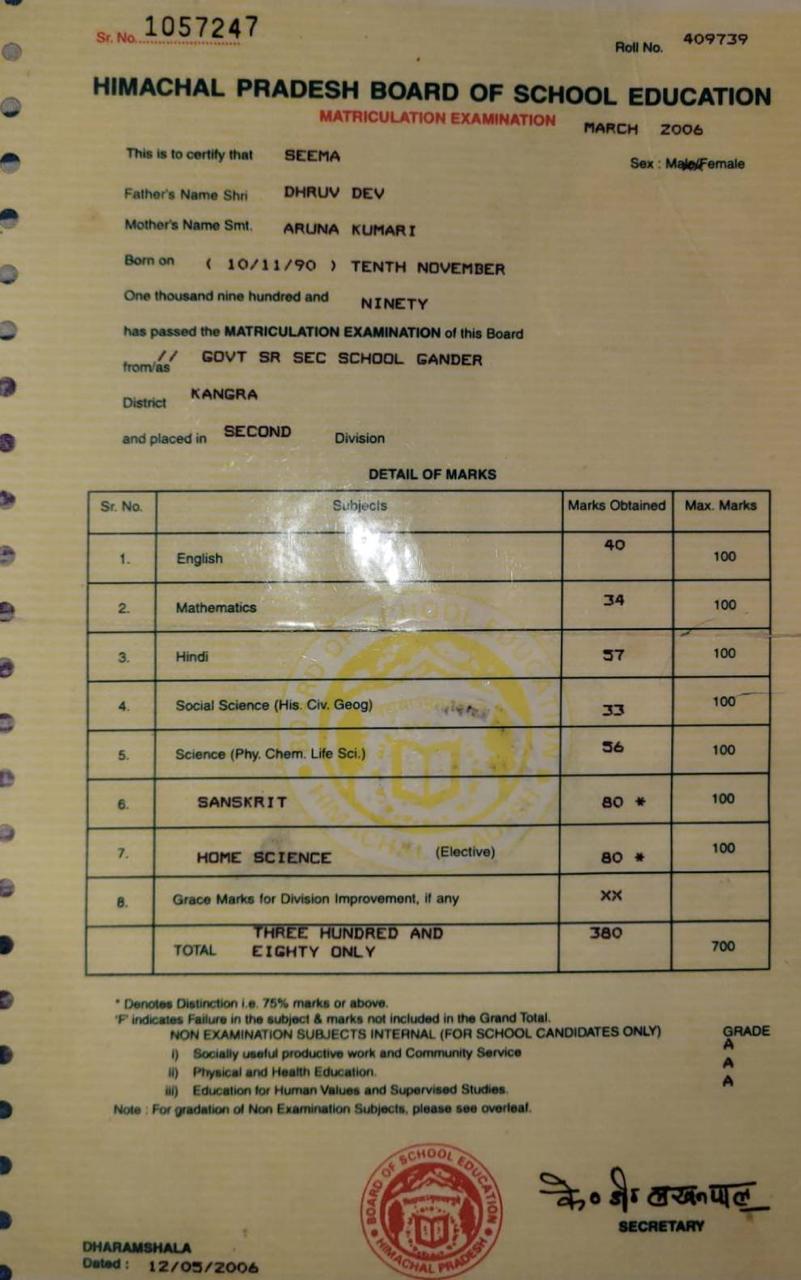 Sr. No. 1057247
Roll No. 409739
HIMACHAL PRADESH BOARD OF SCHOOL EDUCATION
MATRICULATION EXAMINATION
MARCH 2006
This is to certify that SEEMA
Sex : Male/Female
Father's Name Shri DHRUV DEV
Mother's Name Smt. ARUNA KUMARI
Born on ( 10/11/90 ) TENTH NOVEMBER
One thousand nine hundred and NINETY
has passed the MATRICULATION EXAMINATION of this Board
from/as // GOVT SR SEC SCHOOL GANDER
District KANGRA
and placed in SECOND Division
DETAIL OF MARKS
Sr. No. Subjects Marks Obtained Max. Marks
1. English 40 100
2. Mathematics 34 100
3. Hindi 57 100
4. Social Science (His. Civ. Geog) 33 100
5. Science (Phy. Chem. Life Sci.) 56 100
6. SANSKRIT 80 * 100
7. HOME SCIENCE (Elective) 80 * 100
8. Grace Marks for Division Improvement, if any XX
TOTAL THREE HUNDRED AND
EIGHTY ONLY 380 700
* Denotes Distinction i.e. 75% marks or above.
'F' indicates Failure in the subject & marks not included in the Grand Total.
NON EXAMINATION SUBJECTS INTERNAL (FOR SCHOOL CANDIDATES ONLY) GRADE
i) Socially useful productive work and Community Service A
ii) Physical and Health Education. A
iii) Education for Human Values and Supervised Studies. A
Note : For gradation of Non Examination Subjects, please see overleaf.
BOARD OF SCHOOL EDUCATION
HIMACHAL PRADESH
SECRETARY
DHARAMSHALA
Dated : 12/05/2006